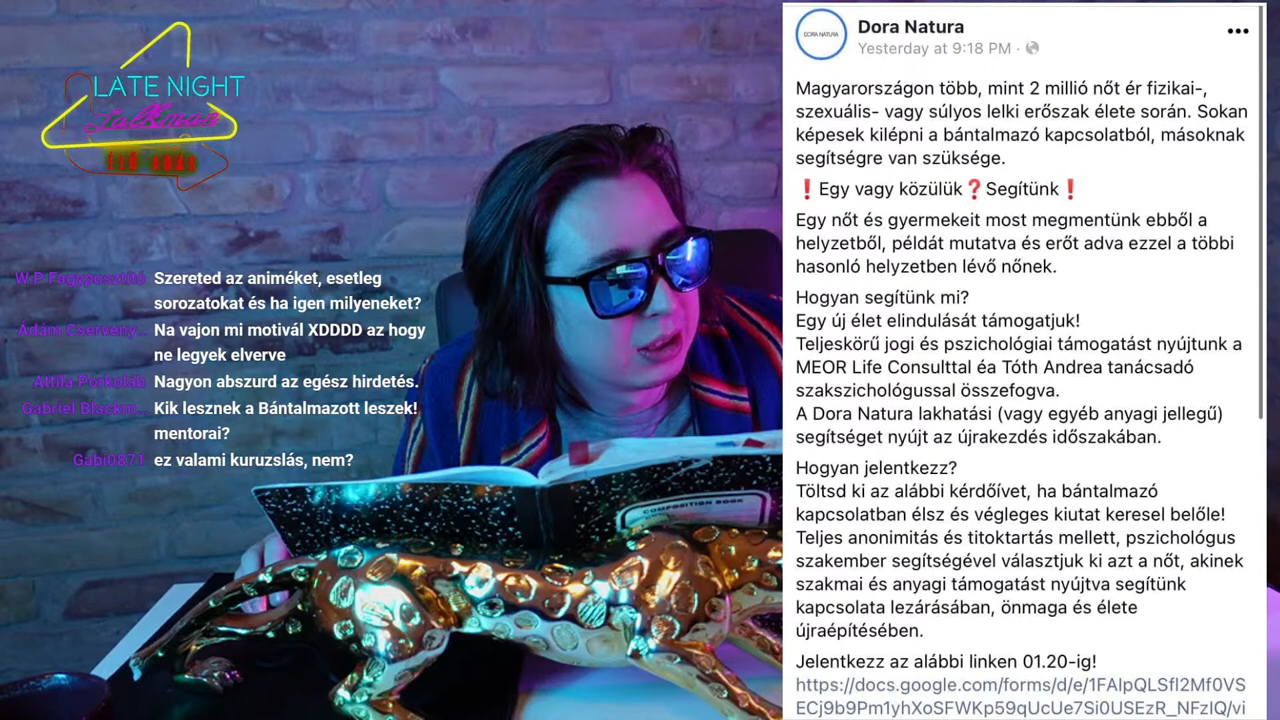 LATE NIGHT
Talkman
ÉLŐ ADÁS
W.P Fagypusztító Szereted az animéket, esetleg
sorozatokat és ha igen milyeneket?
Ádám Cservény... Na vajon mi motivál XDDDD az hogy
ne legyek elverve
Attila Porkoláb Nagyon abszurd az egész hirdetés.
Gabriel Blackm... Kik lesznek a Bántalmazott leszek!
mentorai?
Gabi0871 ez valami kuruzslás, nem?
COMPOSITION BOOK
DORA NATURA
Dora Natura
Yesterday at 9:18 PM ·
Magyarországon több, mint 2 millió nőt ér fizikai-,
szexuális- vagy súlyos lelki erőszak élete során. Sokan
képesek kilépni a bántalmazó kapcsolatból, másoknak
segítségre van szüksége.
❗Egy vagy közülük❓Segítünk❗
Egy nőt és gyermekeit most megmentünk ebből a
helyzetből, példát mutatva és erőt adva ezzel a többi
hasonló helyzetben lévő nőnek.
Hogyan segítünk mi?
Egy új élet elindulását támogatjuk!
Teljeskörű jogi és pszichológiai támogatást nyújtunk a
MEOR Life Consulttal éa Tóth Andrea tanácsadó
szakszichológussal összefogva.
A Dora Natura lakhatási (vagy egyéb anyagi jellegű)
segítséget nyújt az újrakezdés időszakában.
Hogyan jelentkezz?
Töltsd ki az alábbi kérdőívet, ha bántalmazó
kapcsolatban élsz és végleges kiutat keresel belőle!
Teljes anonimitás és titoktartás mellett, pszichológus
szakember segítségével választjuk ki azt a nőt, akinek
szakmai és anyagi támogatást nyújtva segítünk
kapcsolata lezárásában, önmaga és élete
újraépítésében.
Jelentkezz az alábbi linken 01.20-ig!
https://docs.google.com/forms/d/e/1FAIpQLSfl2Mf0VS
ECj9b9Pm1yhXoSFWKp59qUcUe7Si0USEzR_NFzIQ/vi